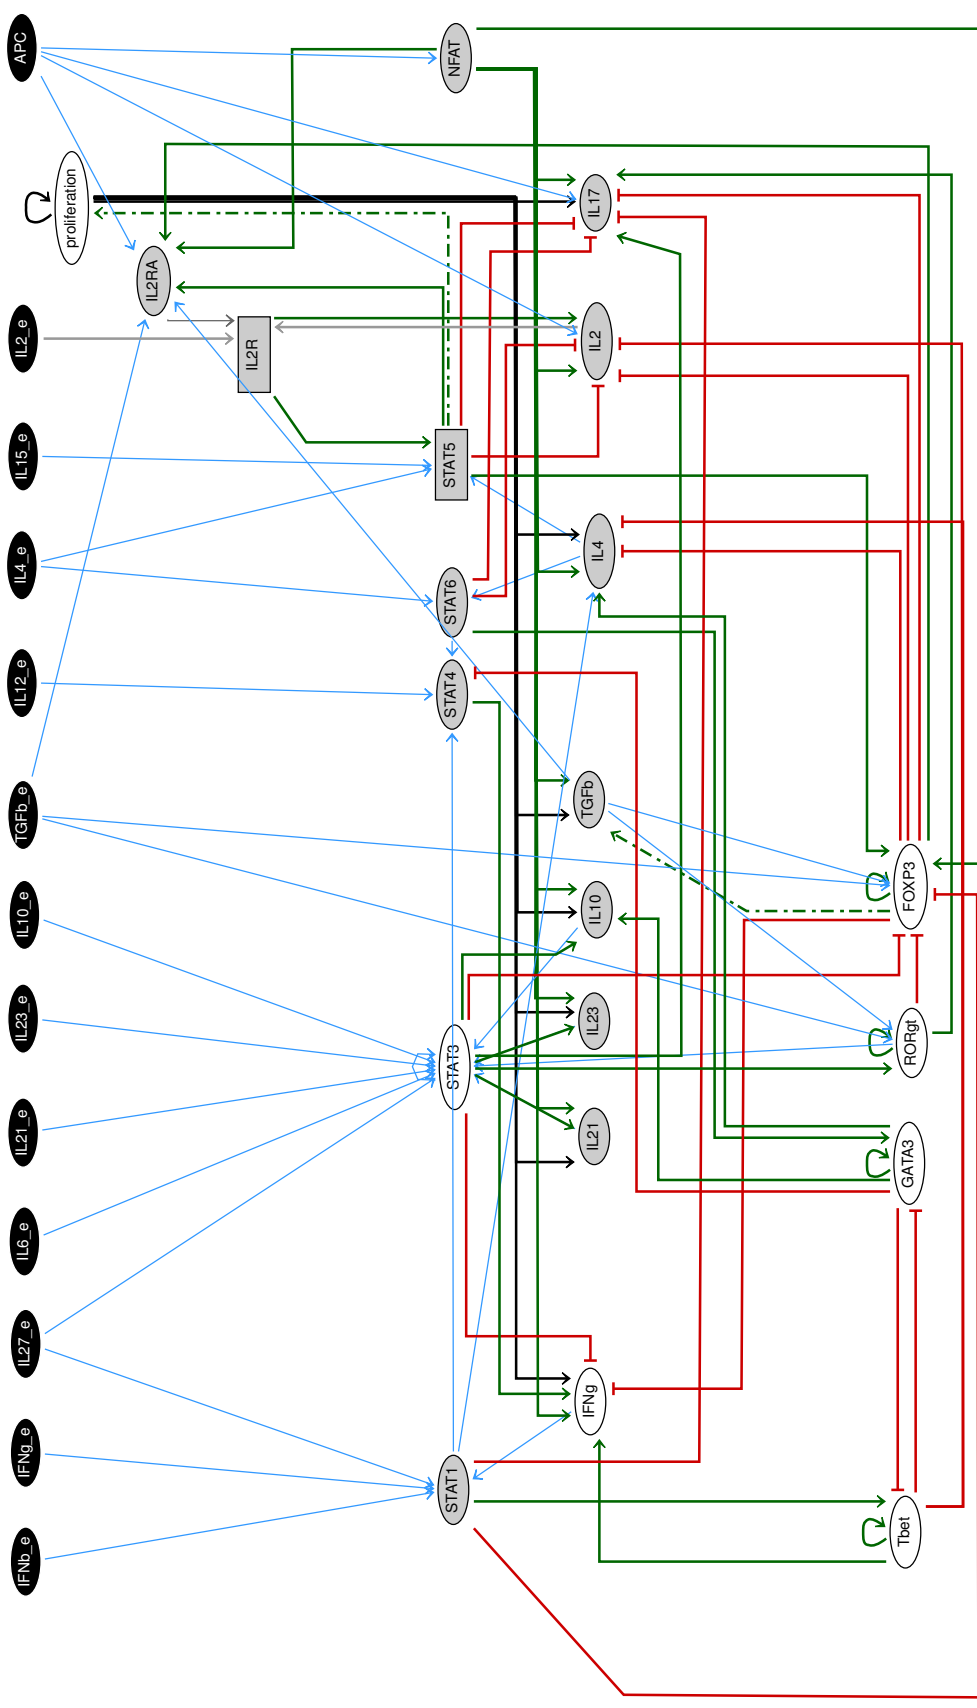 IFNb_e
IFNg_e
IL27_e
IL6_e
IL21_e
IL23_e
IL10_e
TGFb_e
IL12_e
IL4_e
IL15_e
IL2_e
APC
proliferation
IL2RA
IL2R
STAT1
STAT3
STAT4
STAT6
STAT5
NFAT
IFNg
IL21
IL23
IL10
TGFb
IL4
IL2
IL17
Tbet
GATA3
RORgt
FOXP3